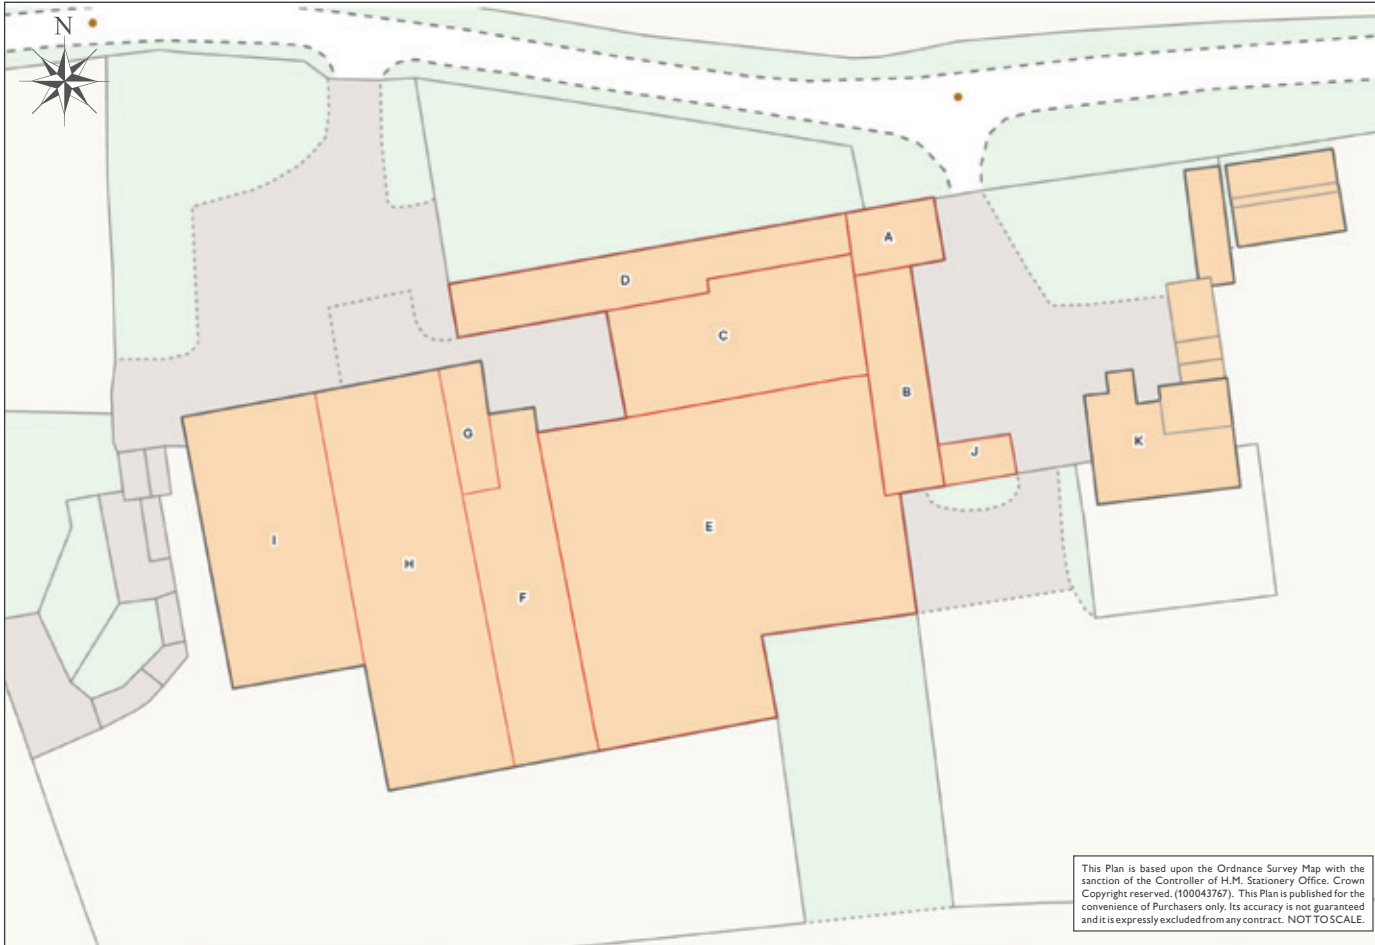 N
A
D
C
B
G
J
K
E
I
H
F
This Plan is based upon the Ordnance Survey Map with the
sanction of the Controller of H.M. Stationery Office. Crown
Copyright reserved. (100043767). This Plan is published for the
convenience of Purchasers only. Its accuracy is not guaranteed
and it is expressly excluded from any contract. NOT TO SCALE.